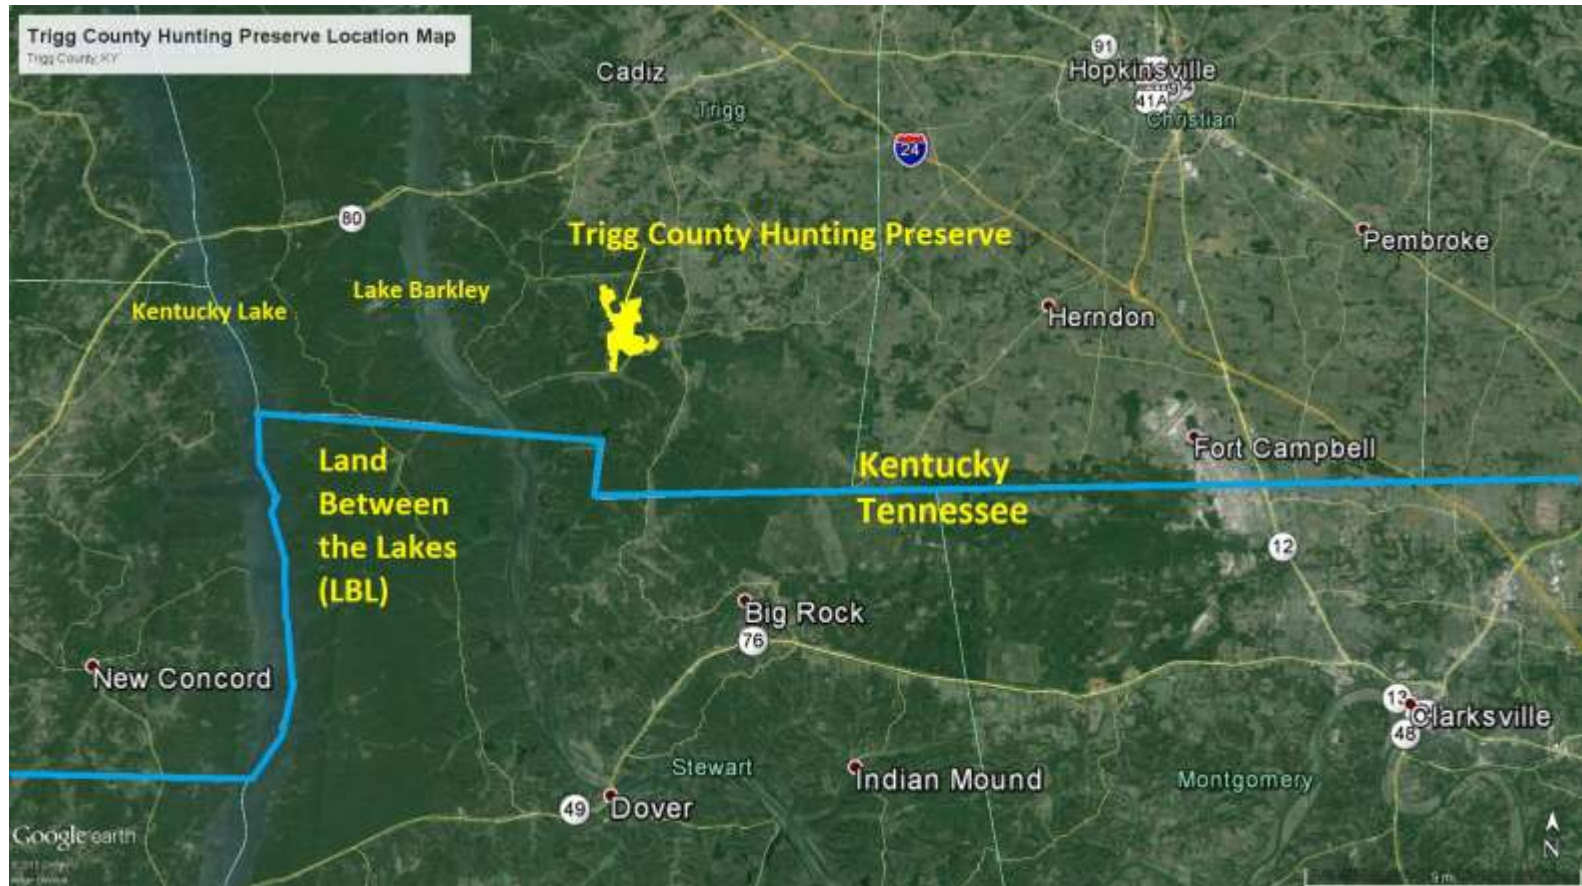 Trigg County Hunting Preserve Location Map
Trigg County, KY
Cadiz
Trigg
91
Hopkinsville
41A
Christian
24
80
Trigg County Hunting Preserve
Pembroke
Lake Barkley
Kentucky Lake
Herndon
Land
Between
the Lakes
(LBL)
Kentucky
Tennessee
Fort Campbell
12
Big Rock
76
New Concord
13
Clarksville
48
Stewart
Indian Mound
Montgomery
49
Dover
Google earth
N
9 mi